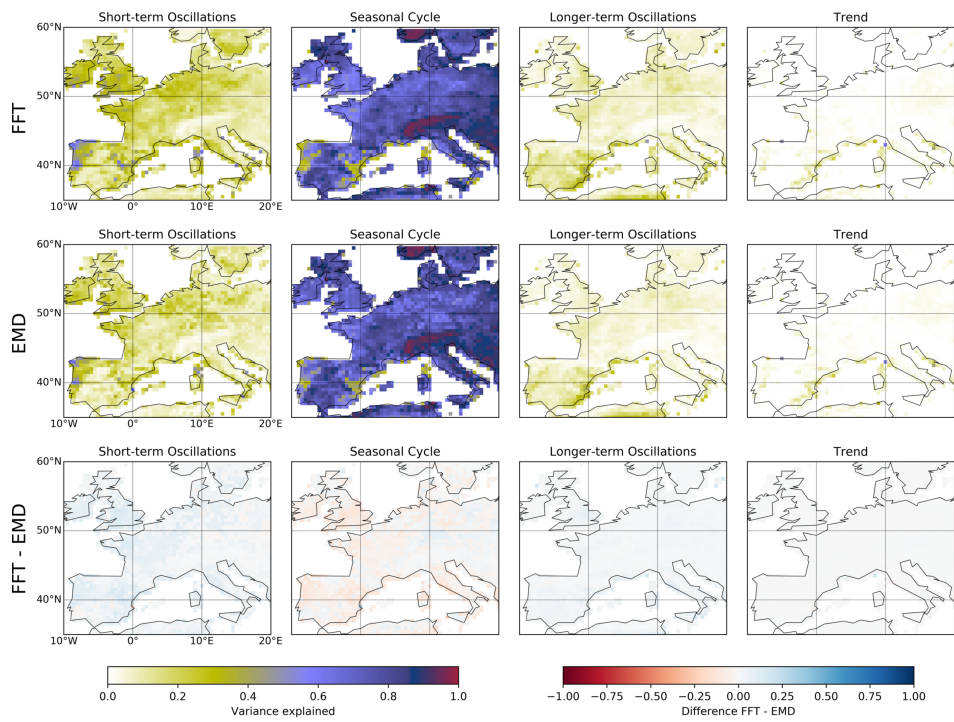 Short-term Oscillations Seasonal Cycle Longer-term Oscillations Trend
60°N
50°N
FFT
40°N
10°W 0° 10°E 20°E
Short-term Oscillations Seasonal Cycle Longer-term Oscillations Trend
60°N
50°N
EMD
40°N
Short-term Oscillations Seasonal Cycle Longer-term Oscillations Trend
60°N
50°N
FFT - EMD
40°N
10°W 0° 10°E 20°E
0.0 0.2 0.4 0.6 0.8 1.0
Variance explained
−1.00 −0.75 −0.50 −0.25 0.00 0.25 0.50 0.75 1.00
Difference FFT - EMD